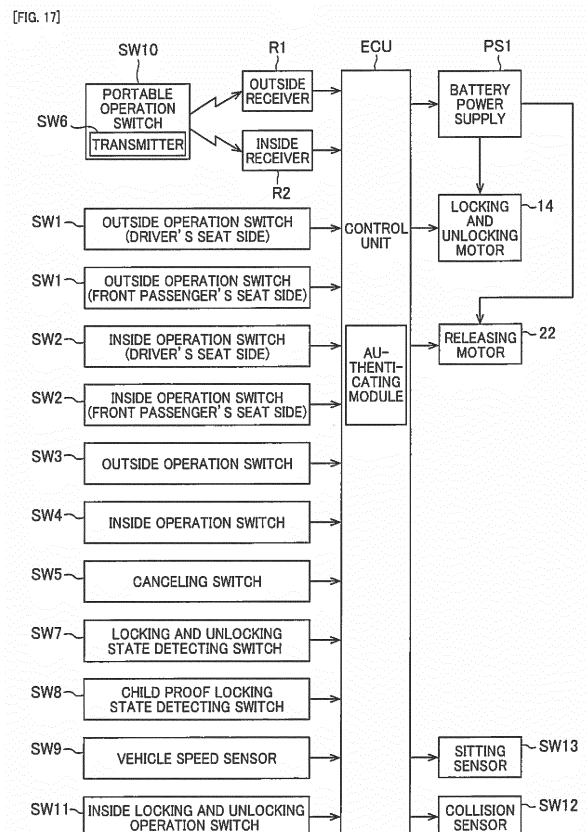 [FIG. 17]
SW10
R1
ECU
PS1
PORTABLE
OPERATION
SWITCH
SW6
TRANSMITTER
OUTSIDE
RECEIVER
INSIDE
RECEIVER
R2
BATTERY
POWER
SUPPLY
CONTROL
UNIT
LOCKING
AND
UNLOCKING
MOTOR
14
SW1
OUTSIDE OPERATION SWITCH
(DRIVER'S SEAT SIDE)
SW1
OUTSIDE OPERATION SWITCH
(FRONT PASSENGER'S SEAT SIDE)
SW2
INSIDE OPERATION SWITCH
(DRIVER'S SEAT SIDE)
AU-
THENTI-
CATING
MODULE
RELEASING
MOTOR
22
SW2
INSIDE OPERATION SWITCH
(FRONT PASSENGER'S SEAT SIDE)
SW3
OUTSIDE OPERATION SWITCH
SW4
INSIDE OPERATION SWITCH
SW5
CANCELING SWITCH
SW7
LOCKING AND UNLOCKING
STATE DETECTING SWITCH
SW8
CHILD PROOF LOCKING
STATE DETECTING SWITCH
SW9
VEHICLE SPEED SENSOR
SITTING
SENSOR
SW13
SW11
INSIDE LOCKING AND UNLOCKING
OPERATION SWITCH
COLLISION
SENSOR
SW12